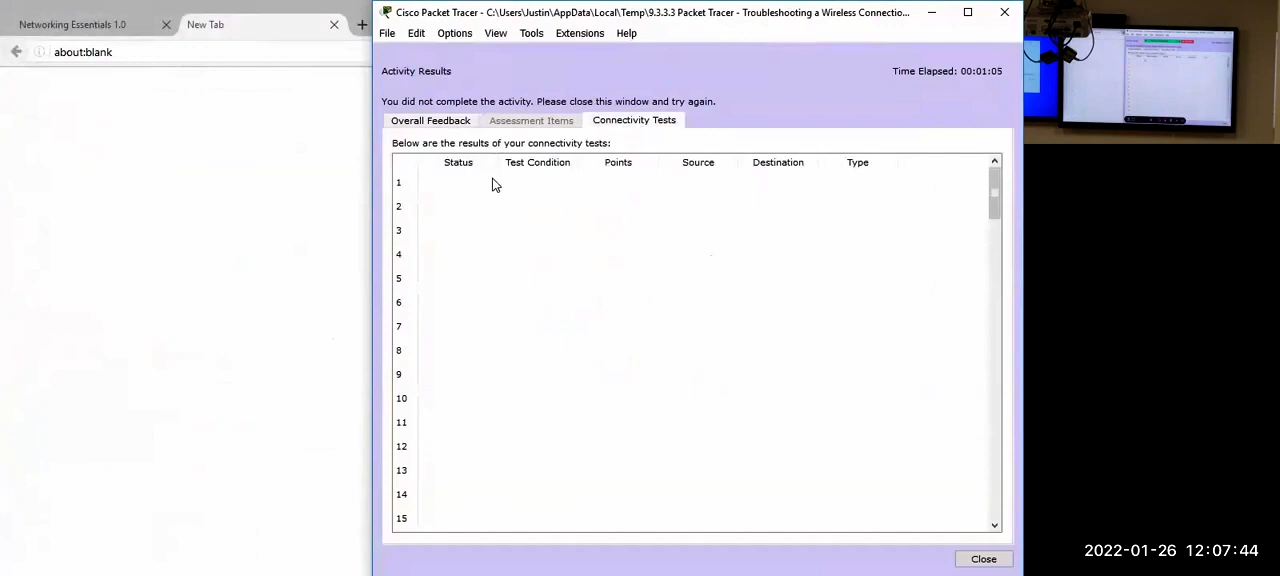 Networking Essentials 1.0
New Tab
about:blank
Cisco Packet Tracer - C:\Users\Justin\AppData\Local\Temp\9.3.3.3 Packet Tracer - Troubleshooting a Wireless Connectio...
File Edit Options View Tools Extensions Help
Activity Results
Time Elapsed: 00:01:05
You did not complete the activity. Please close this window and try again.
Overall Feedback Assessment Items Connectivity Tests
Below are the results of your connectivity tests:
Status Test Condition Points Source Destination Type
1
2
3
4
5
6
7
8
9
10
11
12
13
14
15
Close
2022-01-26 12:07:44